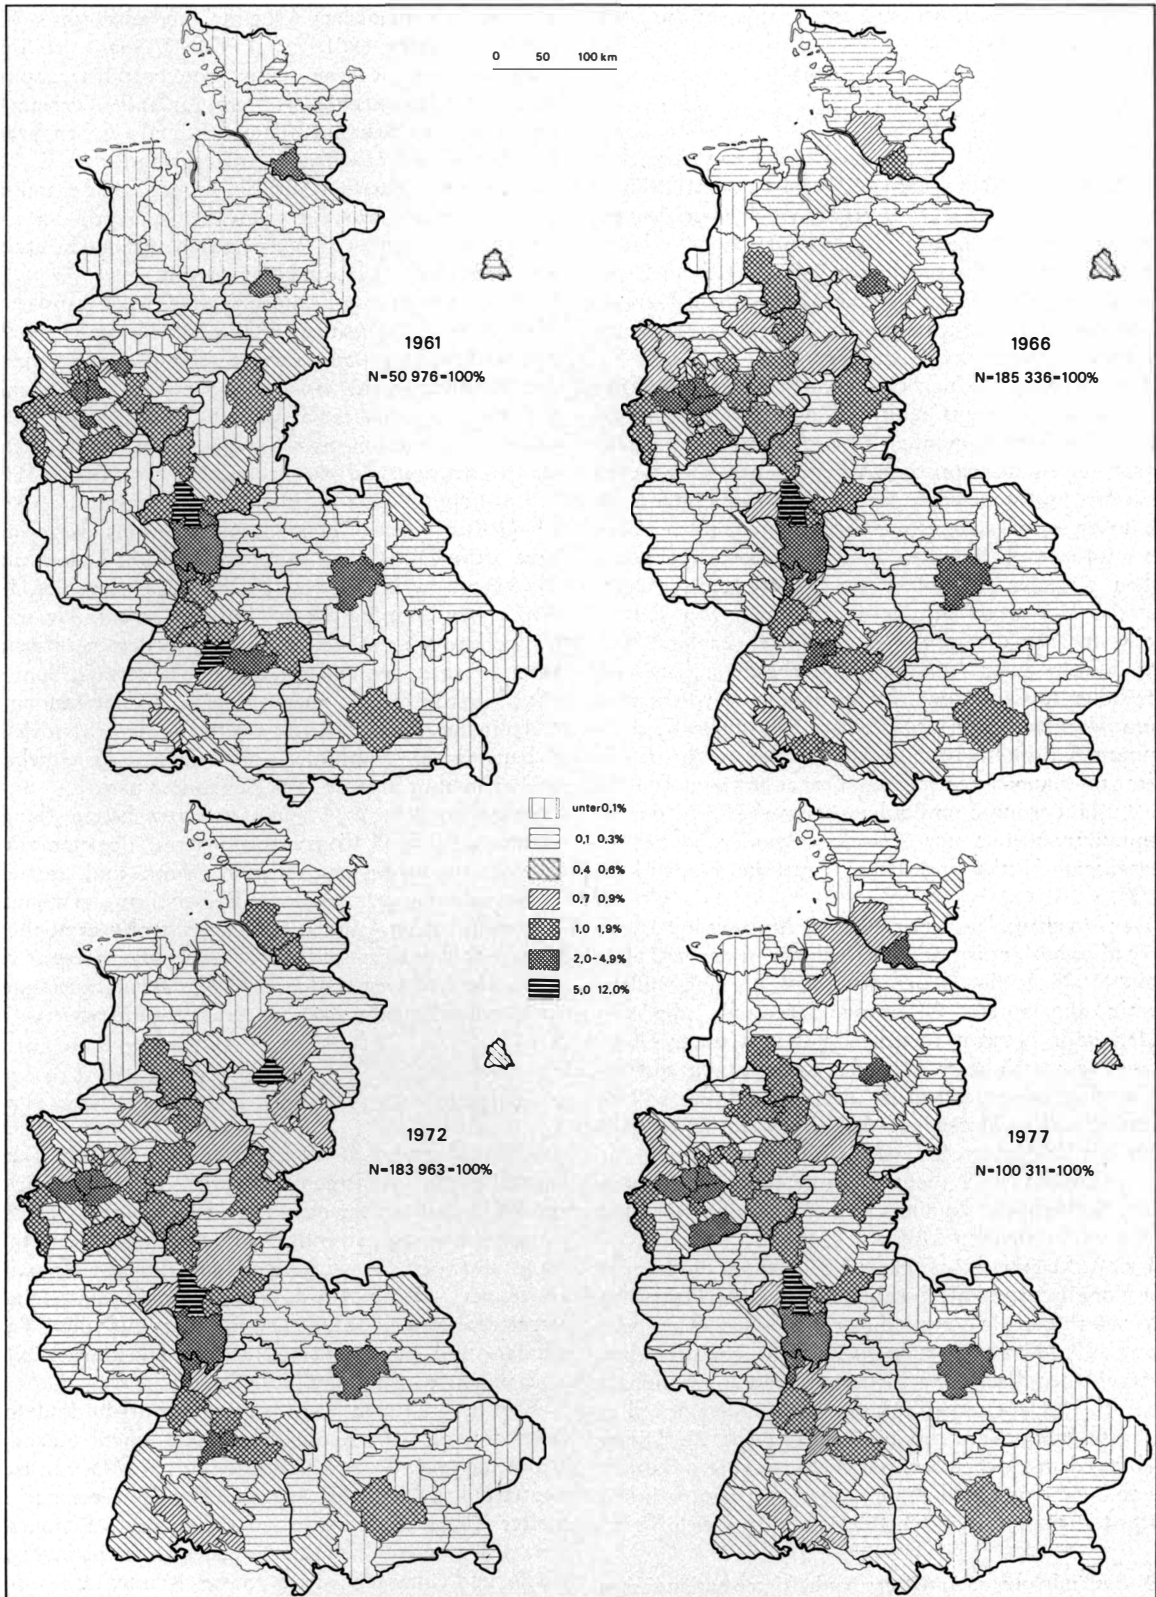 0 50 100 km
1961
N=50 976=100%
1966
N=185 336=100%
unter 0,1%
0,1 0,3%
0,4 0,6%
0,7 0,9%
1,0 1,9%
2,0-4,9%
5,0 12,0%
1972
N=183 963=100%
1977
N=100 311=100%